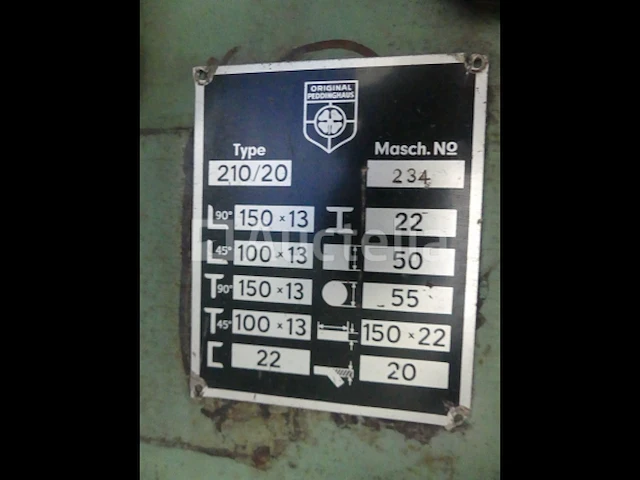 ORIGINAL
PEDDINGHAUS
Type Masch. No
210/20 234
90° 150 x 13 22
45° 100 x 13 50
90° 150 x 13 55
45° 100 x 13 150 x 22
22 20
Auctelia